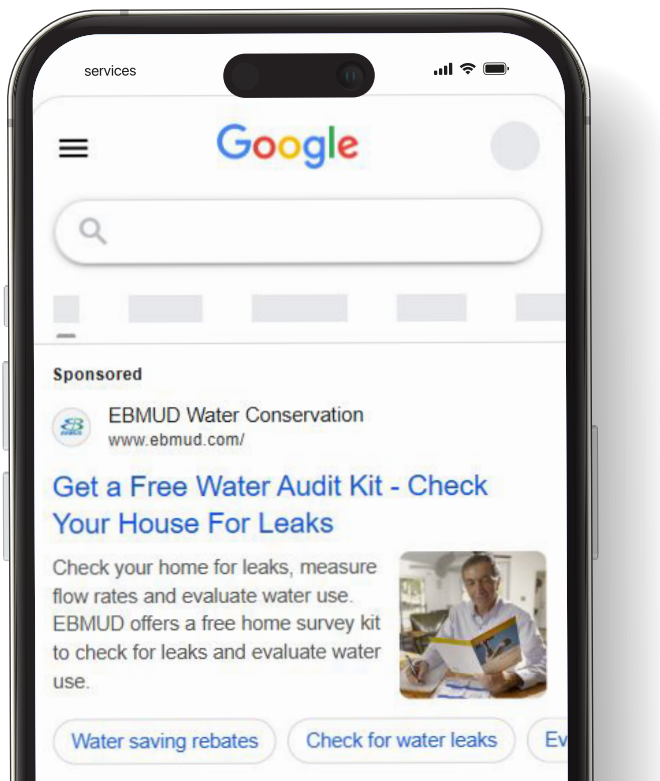 services
Google
Sponsored
EBMUD Water Conservation
www.ebmud.com/
Get a Free Water Audit Kit - Check
Your House For Leaks
Check your home for leaks, measure
flow rates and evaluate water use.
EBMUD offers a free home survey kit
to check for leaks and evaluate water
use.
Water saving rebates
Check for water leaks
Ev